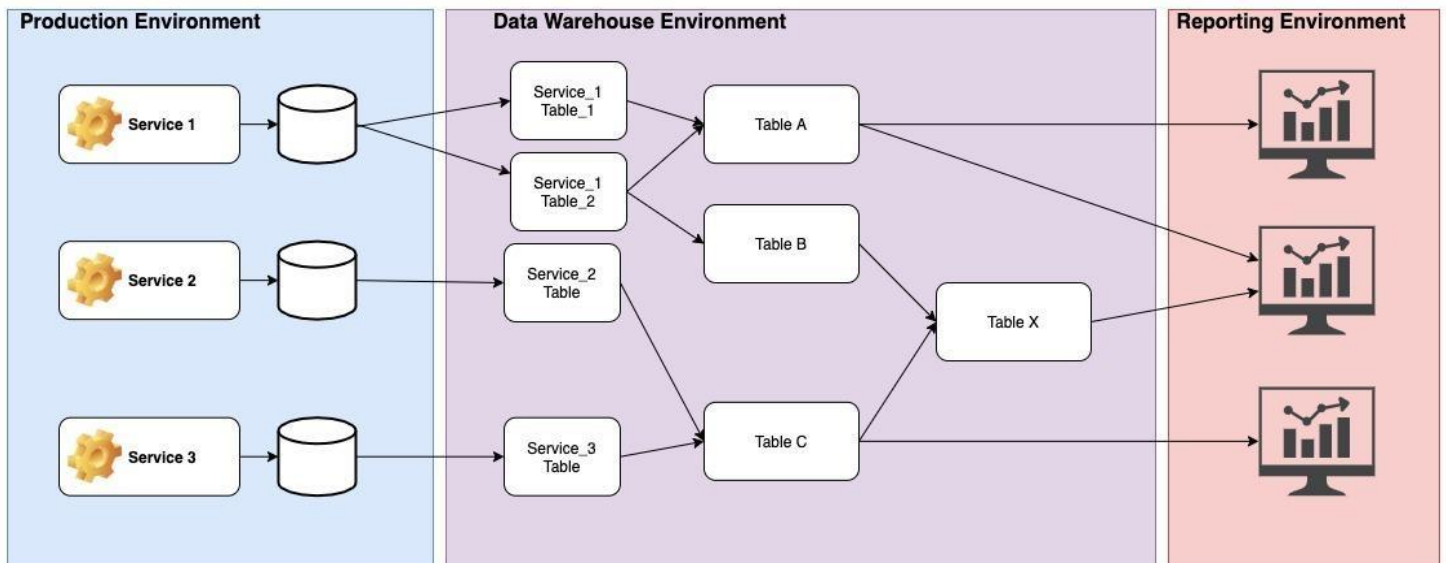 Production Environment
Data Warehouse Environment
Reporting Environment
Service 1
Service_1
Table_1
Table A
Service_1
Table_2
Table B
Service 2
Service_2
Table
Table X
Service 3
Service_3
Table
Table C